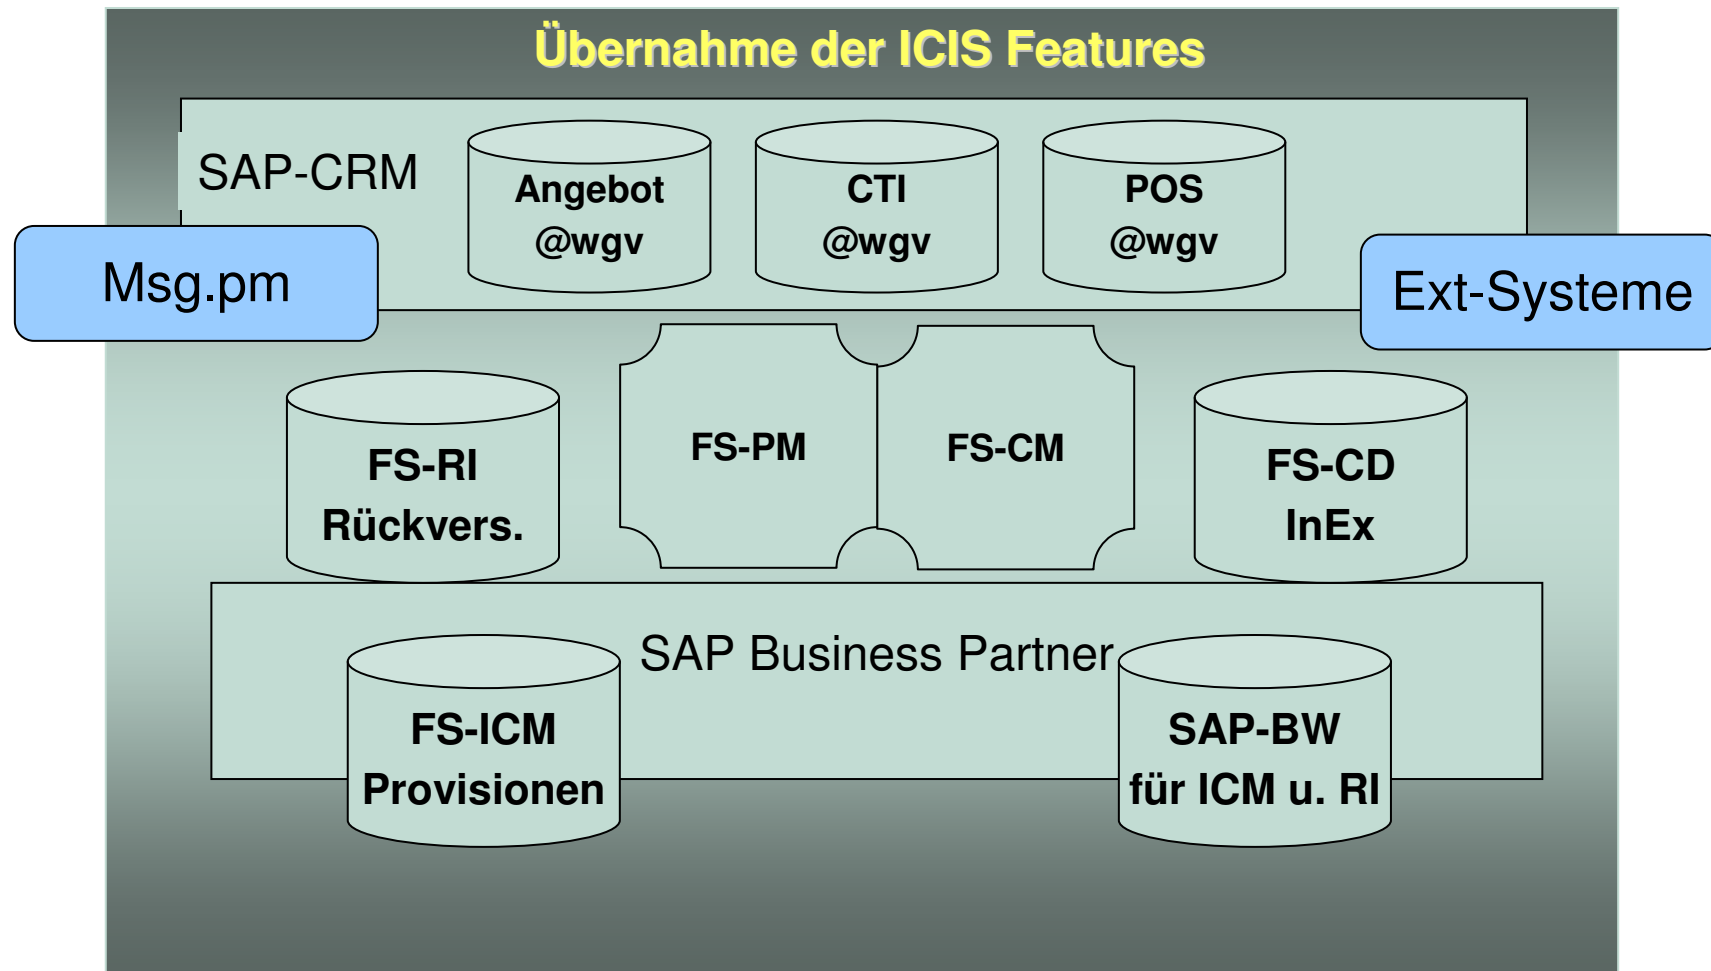 Übernahme der ICIS Features
SAP-CRM
Angebot
@wgv
CTI
@wgv
POS
@wgv
Msg.pm
Ext-Systeme
FS-RI
Rückvers.
FS-PM
FS-CM
FS-CD
InEx
SAP Business Partner
FS-ICM
Provisionen
SAP-BW
für ICM u. RI